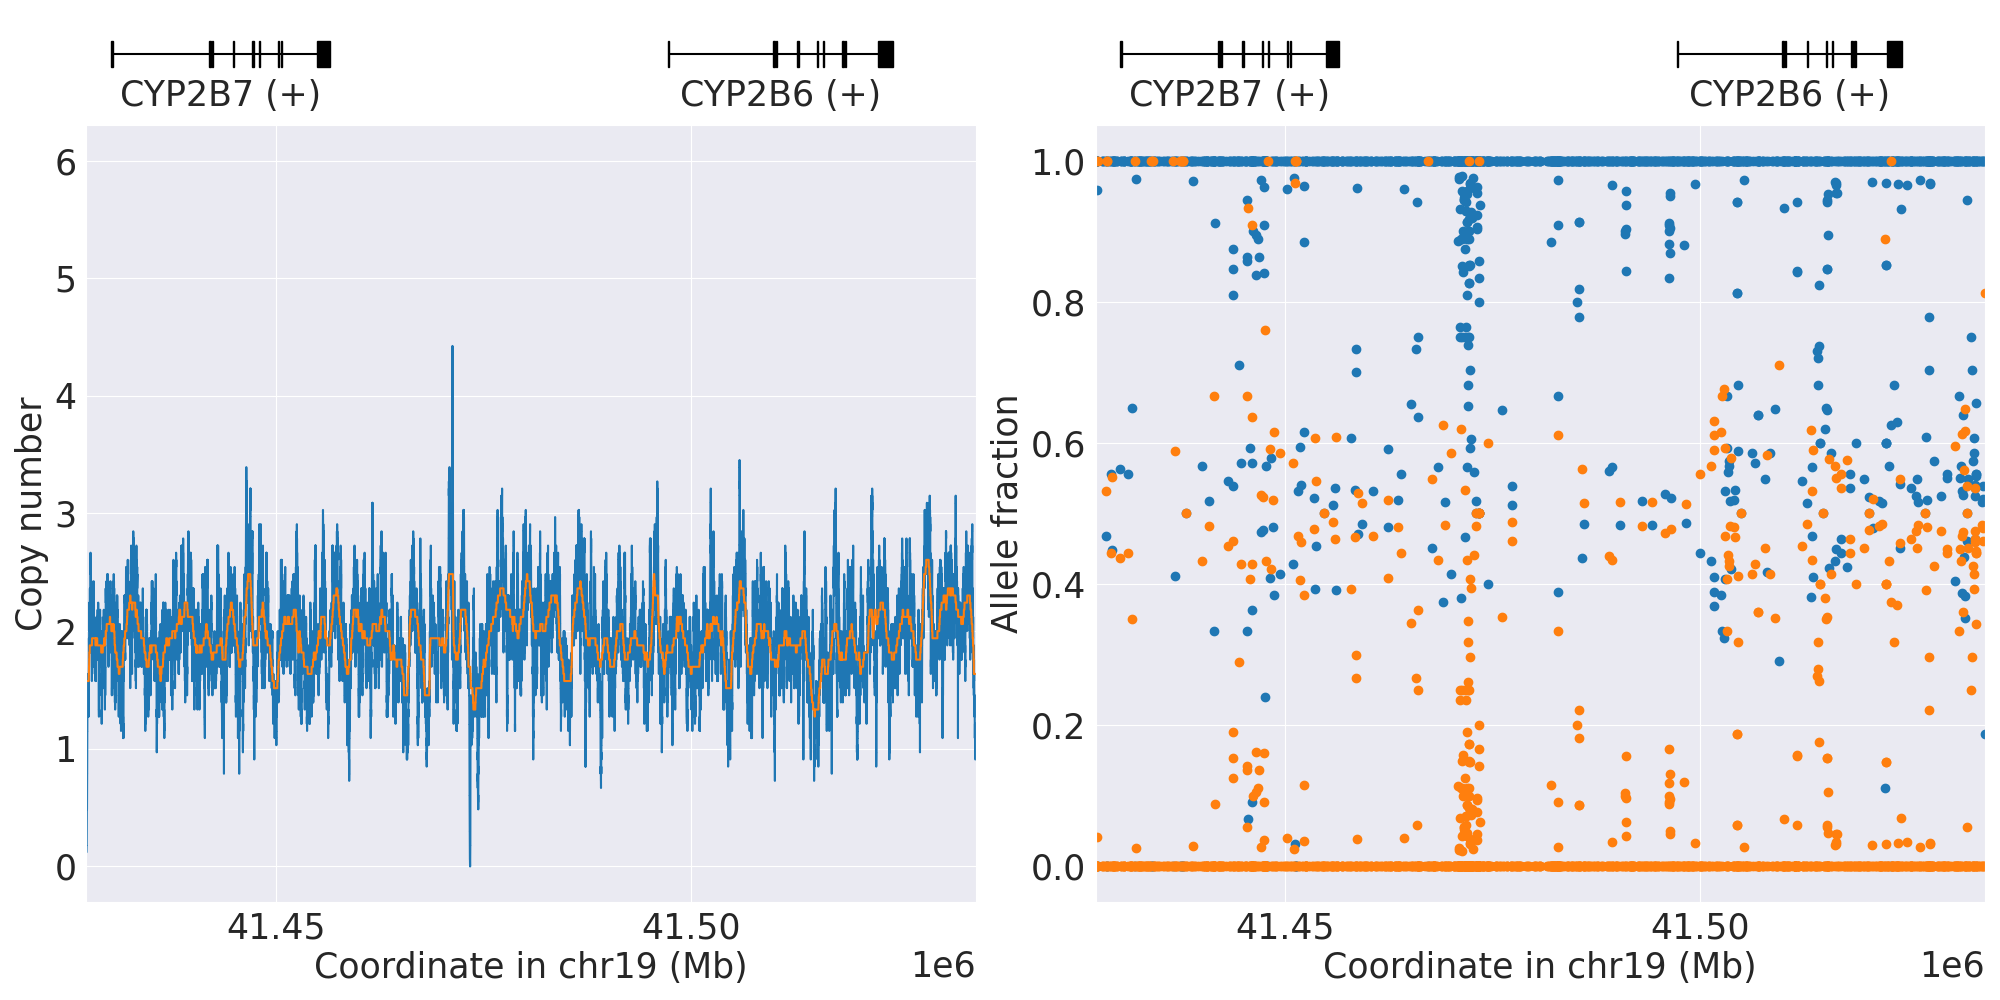 CYP2B7 (+)
CYP2B6 (+)
Copy number
6
5
4
3
2
1
0
41.45
41.50
Coordinate in chr19 (Mb)
1e6
CYP2B7 (+)
CYP2B6 (+)
Allele fraction
1.0
0.8
0.6
0.4
0.2
0.0
41.45
41.50
Coordinate in chr19 (Mb)
1e6